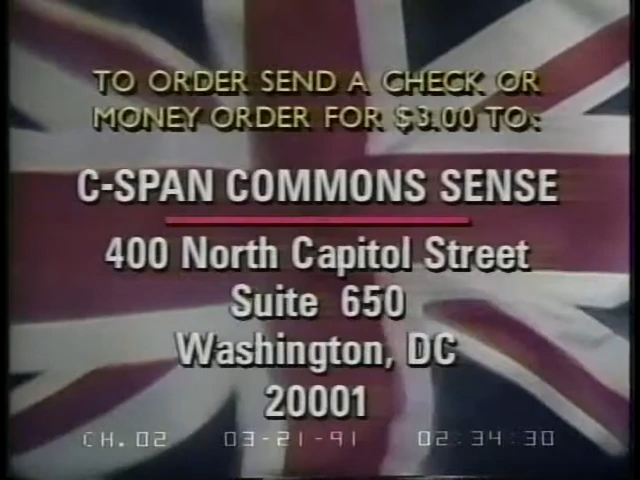 TO ORDER SEND A CHECK OR
MONEY ORDER FOR $3.00 TO:
C-SPAN COMMONS SENSE
400 North Capitol Street
Suite 650
Washington, DC
20001
CH. 02 03-21-91 02:34:30